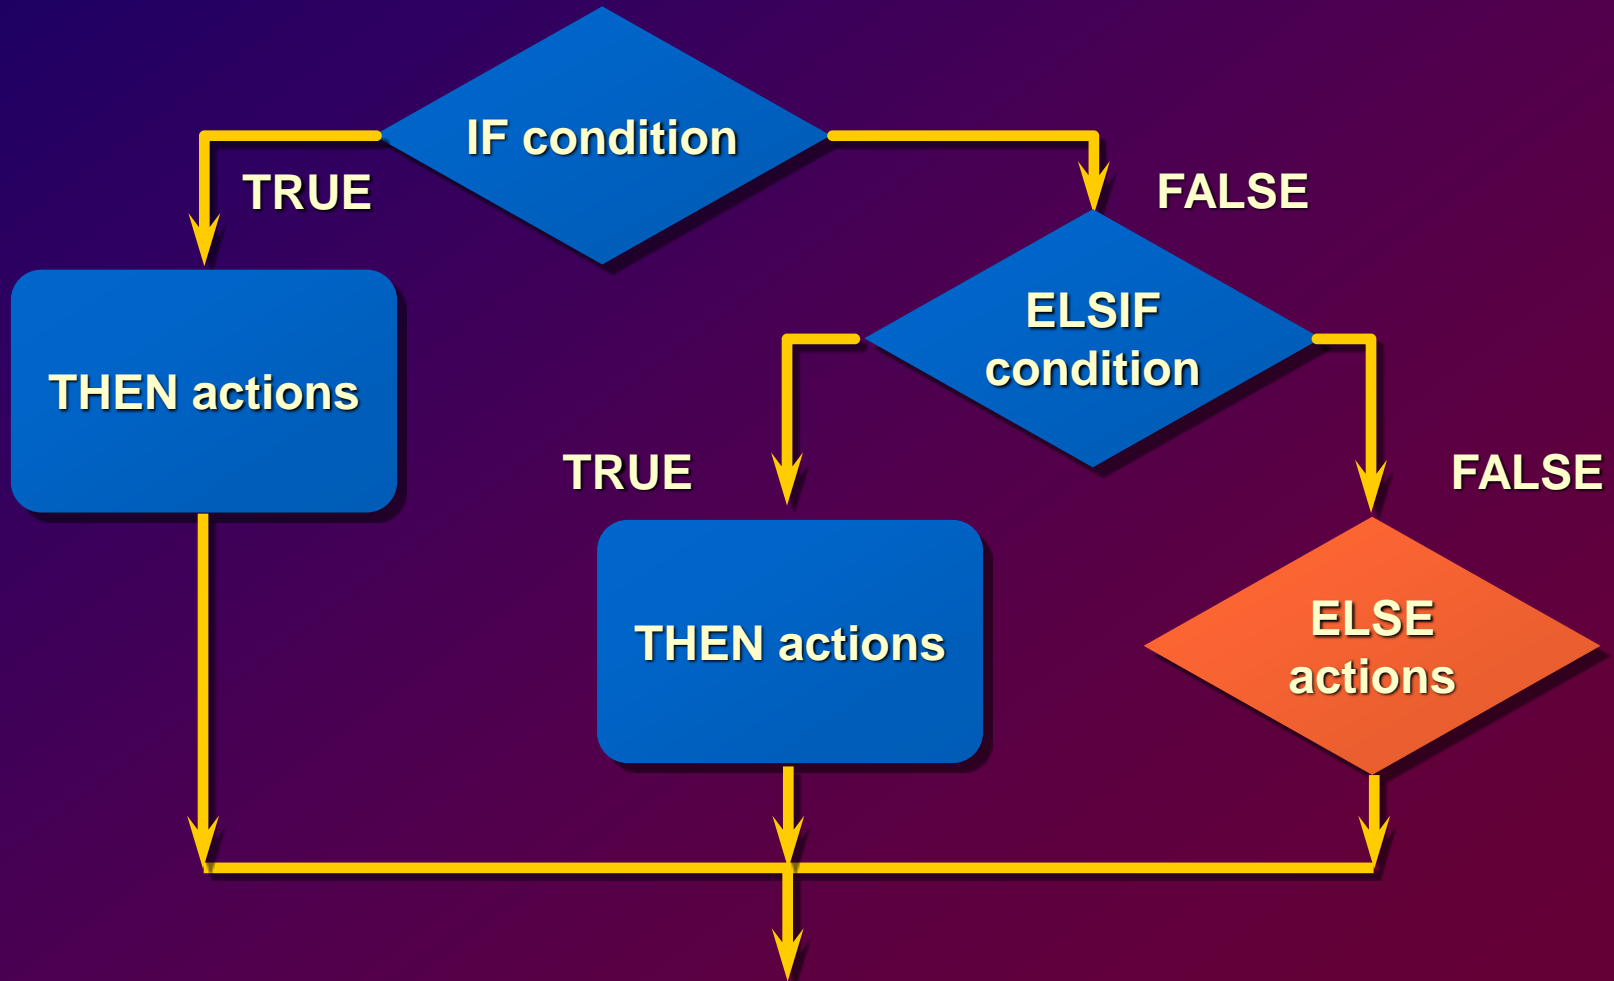 IF condition
TRUE
FALSE
ELSIF
condition
THEN actions
TRUE
FALSE
THEN actions
ELSE
actions